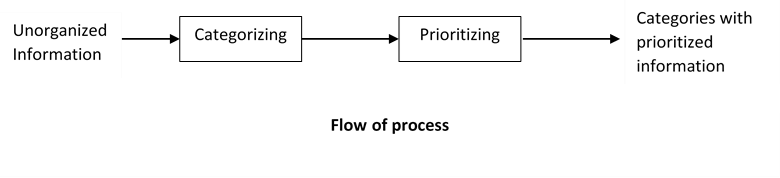 Unorganized
Information
Categorizing
Prioritizing
Categories with
prioritized
information
Flow of process